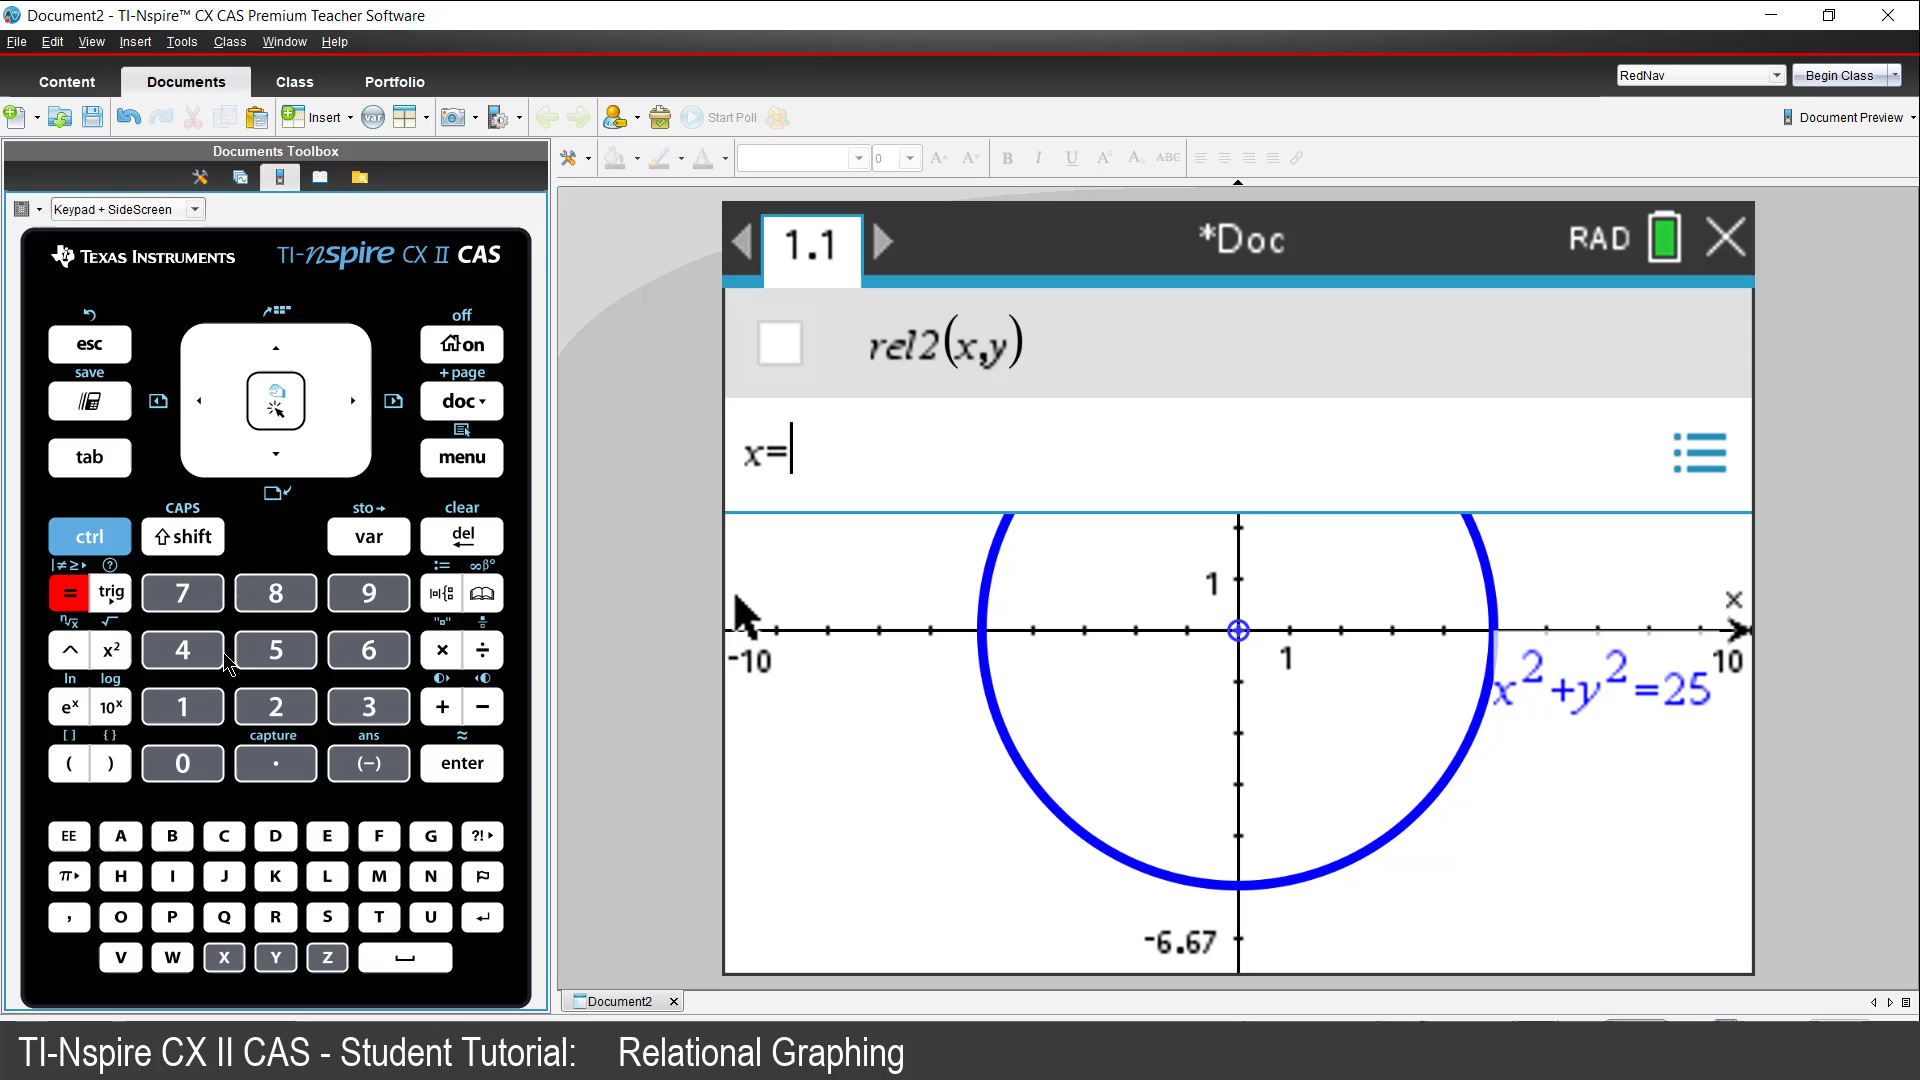 Document2 - TI-Nspire™ CX CAS Premium Teacher Software
File Edit View Insert Tools Class Window Help
Content Documents Class Portfolio
RedNav Begin Class
Insert var Start Poll Document Preview
Documents Toolbox
0 A A B I U A A ABC
Keypad + SideScreen
TEXAS INSTRUMENTS TI-nspire CX II CAS
1.1 *Doc RAD
off
esc on
save + page
doc
tab menu
CAPS sto→ clear
ctrl shift var del
|≠≥▸ ? := ∞β°
= trig 7 8 9
ⁿ√x √
^ x² 4 5 6 × ÷
ln log
eˣ 10ˣ 1 2 3 + −
[ ] { } capture ans ≈
( ) 0 . (−) enter
EE A B C D E F G ?!▸
π▸ H I J K L M N
, O P Q R S T U
V W X Y Z
rel2(x,y)
x=
1
x
-10 1 10
x²+y²=25
-6.67
Document2
TI-Nspire CX II CAS - Student Tutorial: Relational Graphing